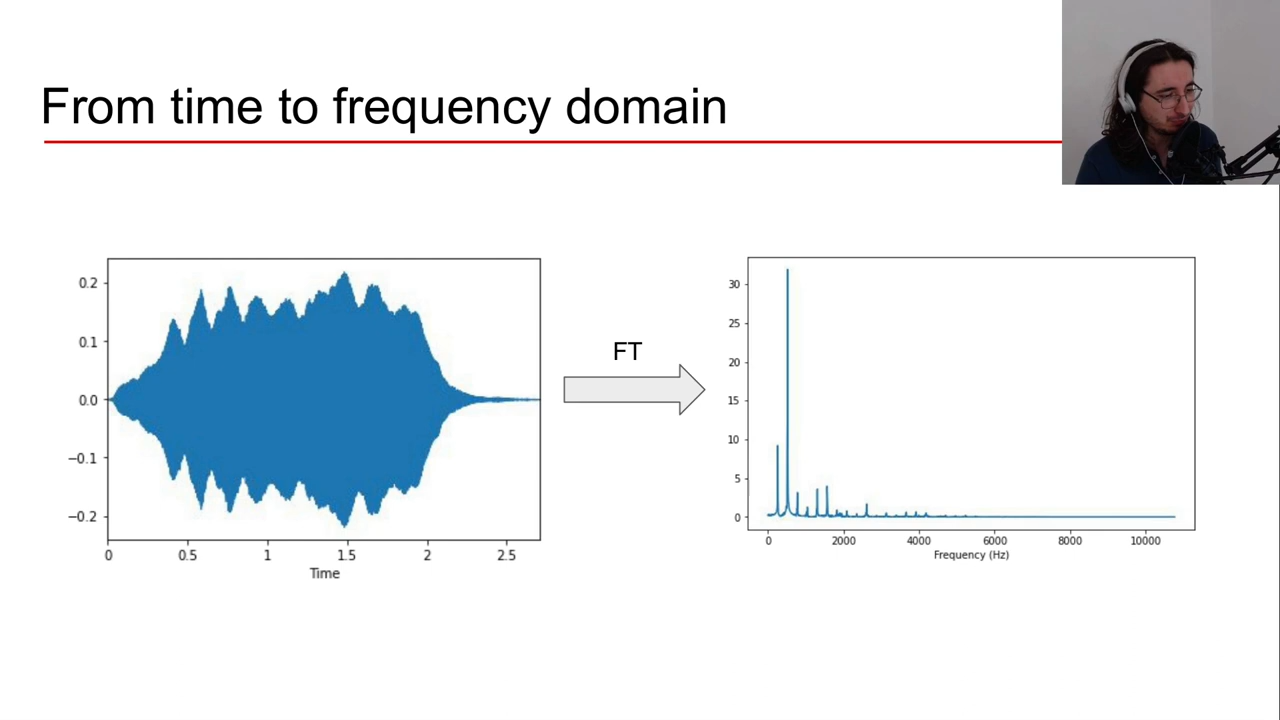 From time to frequency domain
0.2
0.1
0.0
−0.1
−0.2
0 0.5 1 1.5 2 2.5
Time
FT
30
25
20
15
10
5
0
0 2000 4000 6000 8000 10000
Frequency (Hz)